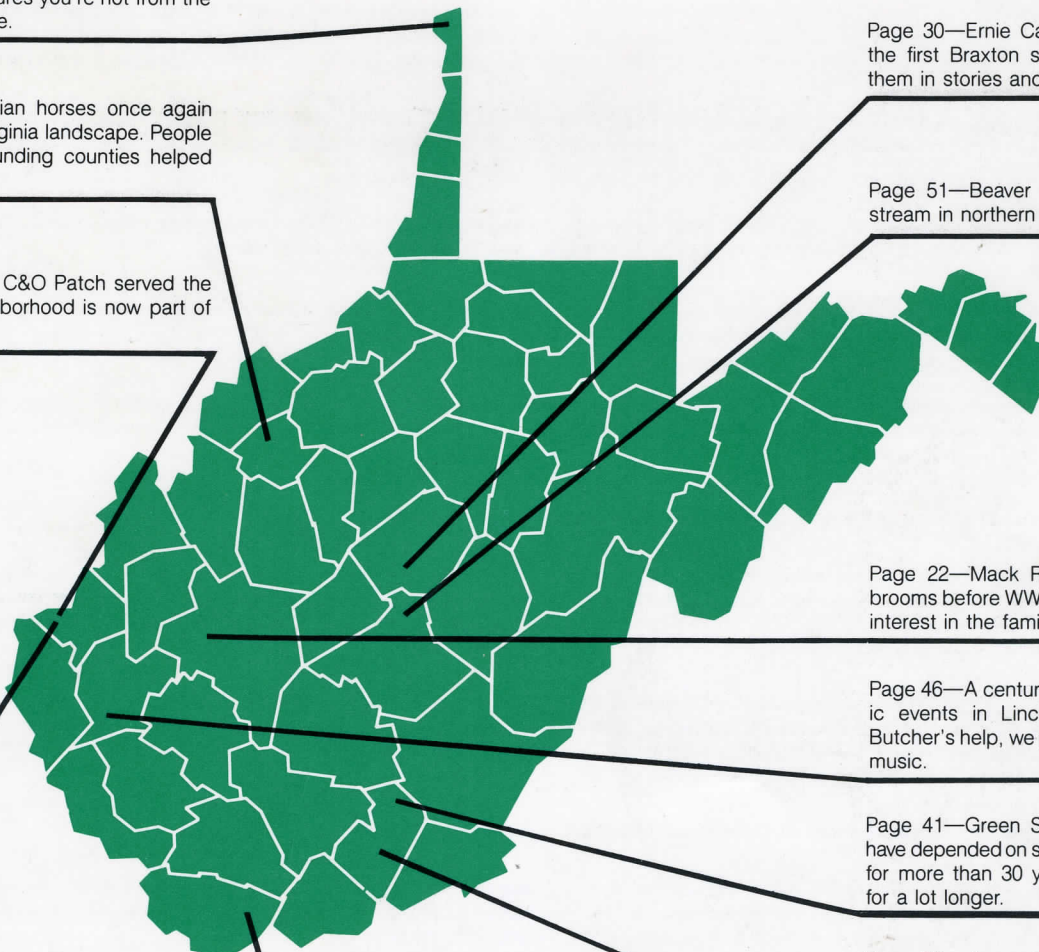 ures you're not from the
e.
ian horses once again
ginia landscape. People
unding counties helped
C&O Patch served the
borhood is now part of
Page 30—Ernie Ca
the first Braxton s
them in stories and
Page 51—Beaver
stream in northern
Page 22—Mack F
brooms before WW
interest in the fami
Page 46—A centur
ic events in Linc
Butcher's help, we
music.
Page 41—Green S
have depended on s
for more than 30 y
for a lot longer.